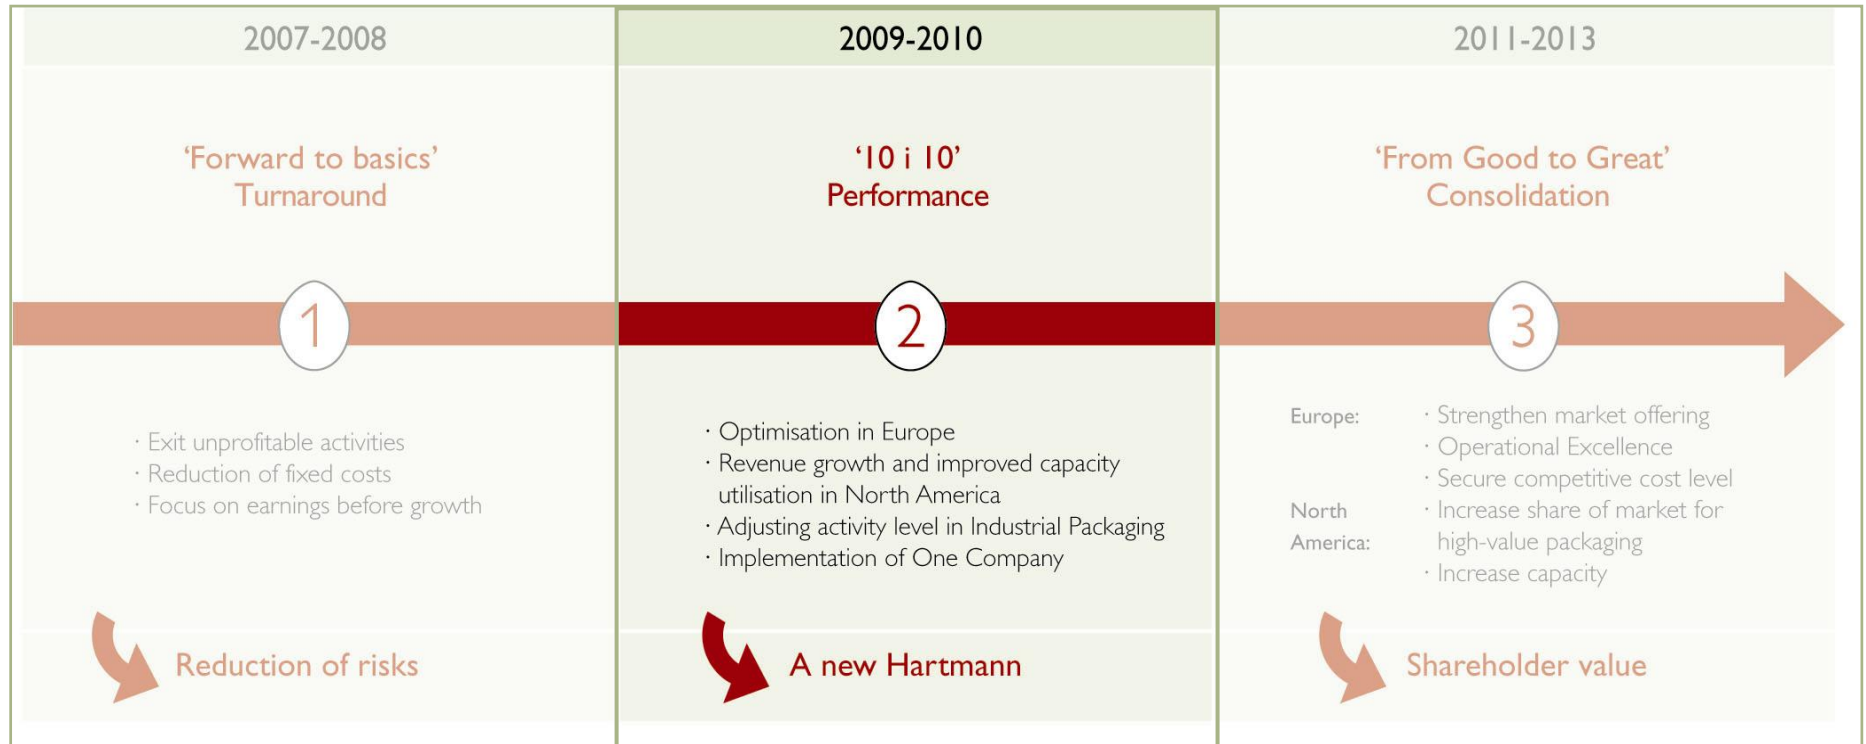 2007-2008
‘Forward to basics’
Turnaround
1
· Exit unprofitable activities
· Reduction of fixed costs
· Focus on earnings before growth
Reduction of risks
2009-2010
‘10 i 10’
Performance
2
· Optimisation in Europe
· Revenue growth and improved capacity
utilisation in North America
· Adjusting activity level in Industrial Packaging
· Implementation of One Company
A new Hartmann
2011-2013
‘From Good to Great’
Consolidation
3
Europe: · Strengthen market offering
· Operational Excellence
· Secure competitive cost level
North · Increase share of market for
America: high-value packaging
· Increase capacity
Shareholder value